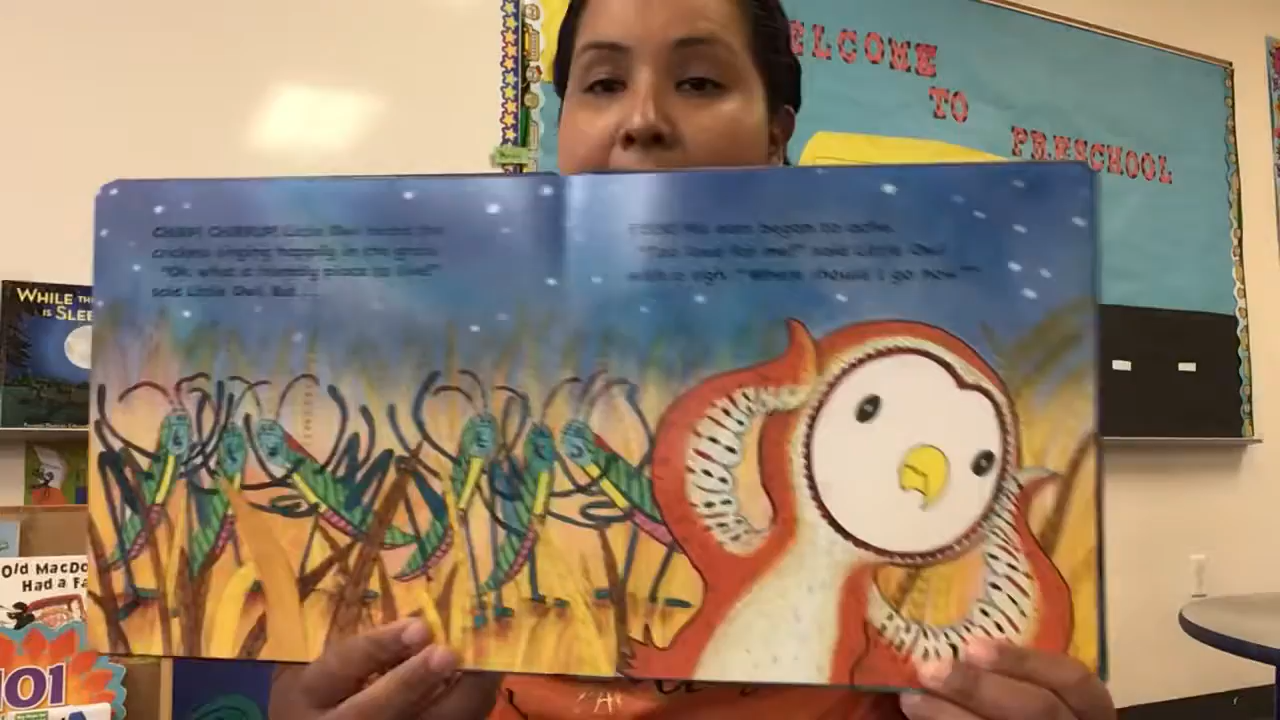 WELCOME
TO
PRESCHOOL
CHIRP! CHIRRUP! Little Owl heard the
crickets singing happily in the grass.
"Oh, what a friendly place to live!"
said Little Owl. But . . .
His ears began to ache.
"Too loud for me!" said Little Owl
with a sigh. "Where should I go now?"
WHILE TH
IS SLEE
Old MacDo
Had a Fa
101